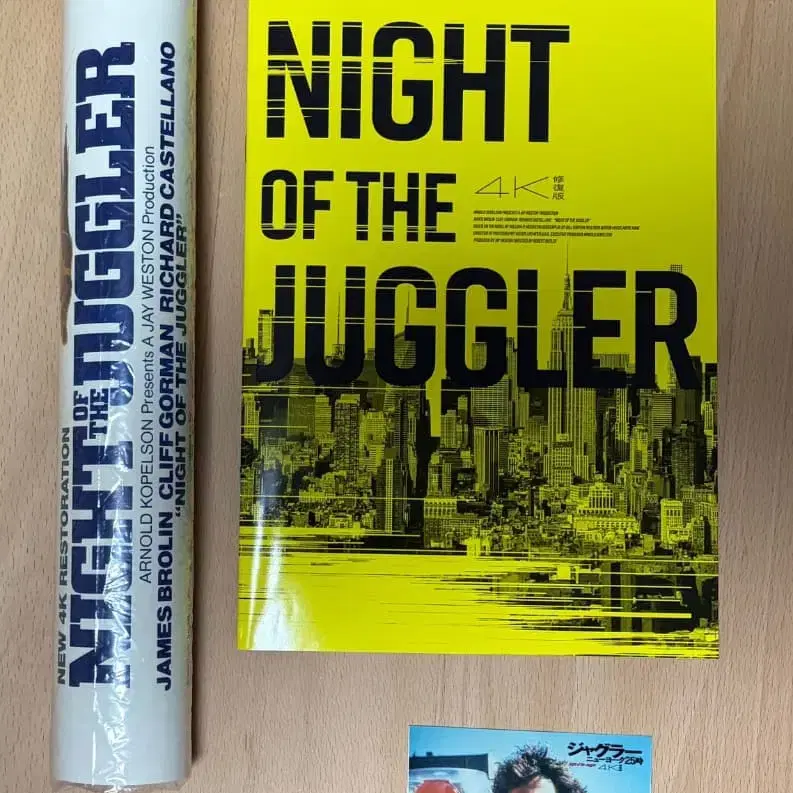 NEW 4K RESTORATION
NIGHT OF THE JUGGLER
ARNOLD KOPELSON Presents A JAY WESTON Production
JAMES BROLIN CLIFF GORMAN RICHARD CASTELLANO
“NIGHT OF THE JUGGLER”
NIGHT
OF THE
4K 修復版
JUGGLER
ジャグラー
ニューヨーク25時
4K